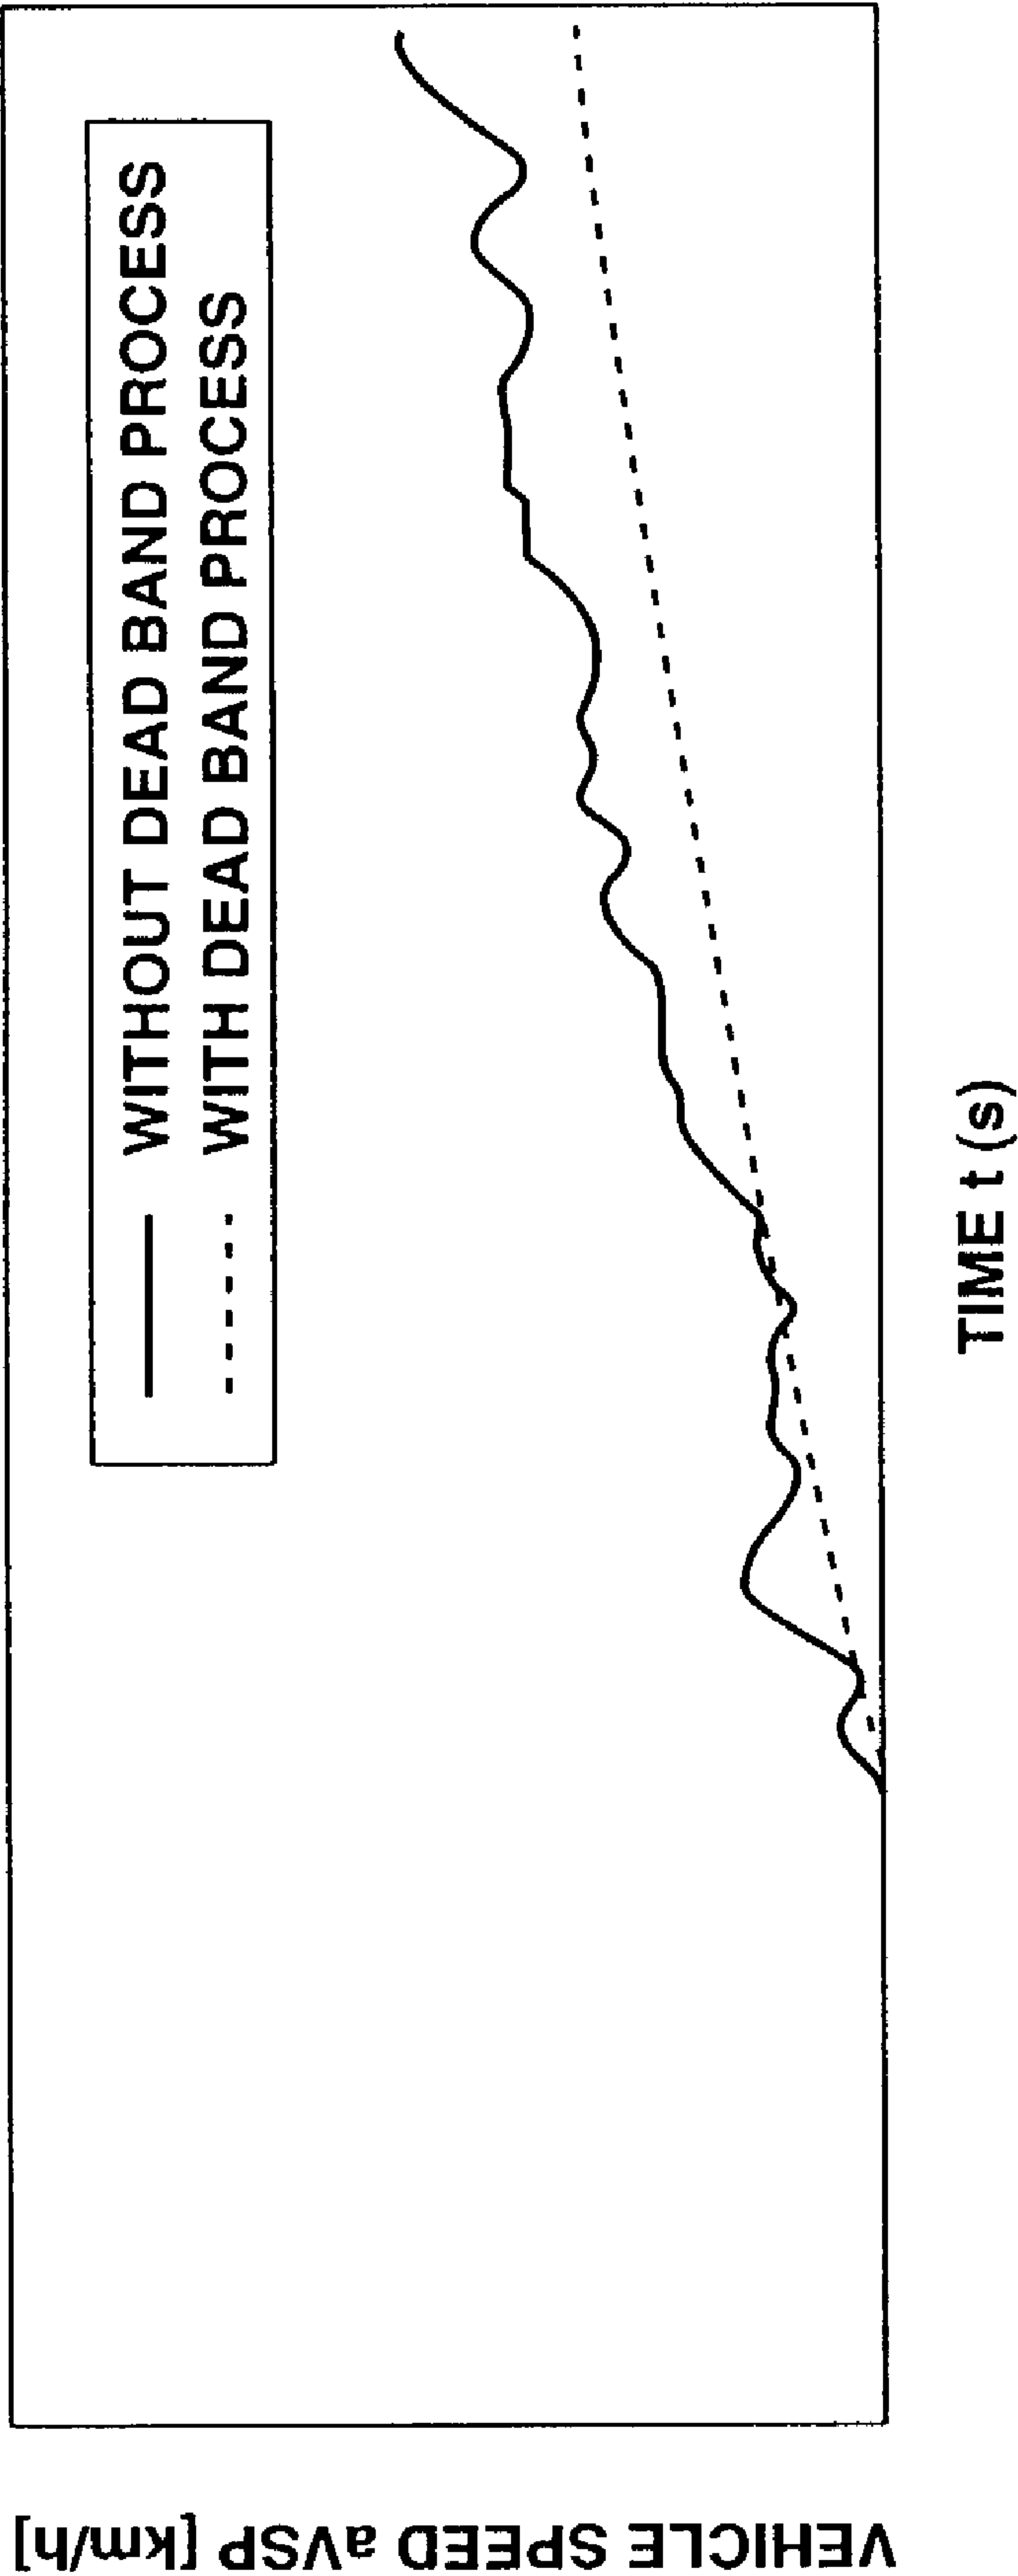 WITHOUT DEAD BAND PROCESS
WITH DEAD BAND PROCESS
VEHICLE SPEED aVSP [km/h]
TIME t (s)